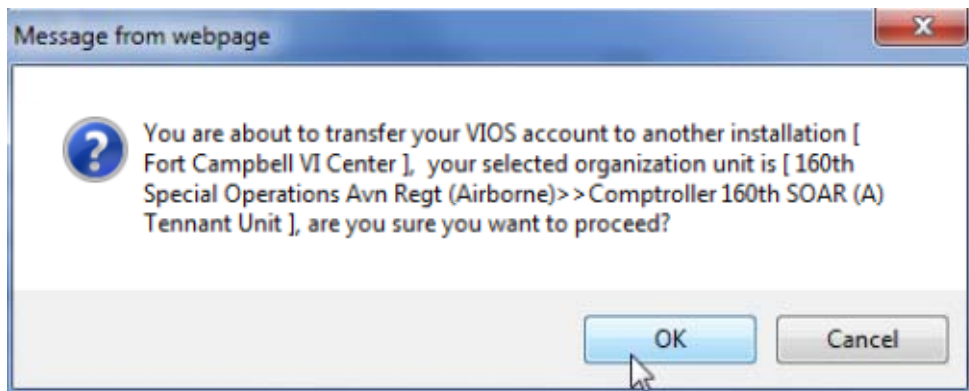 Message from webpage
You are about to transfer your VIOS account to another installation [
Fort Campbell VI Center ], your selected organization unit is [ 160th
Special Operations Avn Regt (Airborne)>>Comptroller 160th SOAR (A)
Tennant Unit ], are you sure you want to proceed?
OK
Cancel